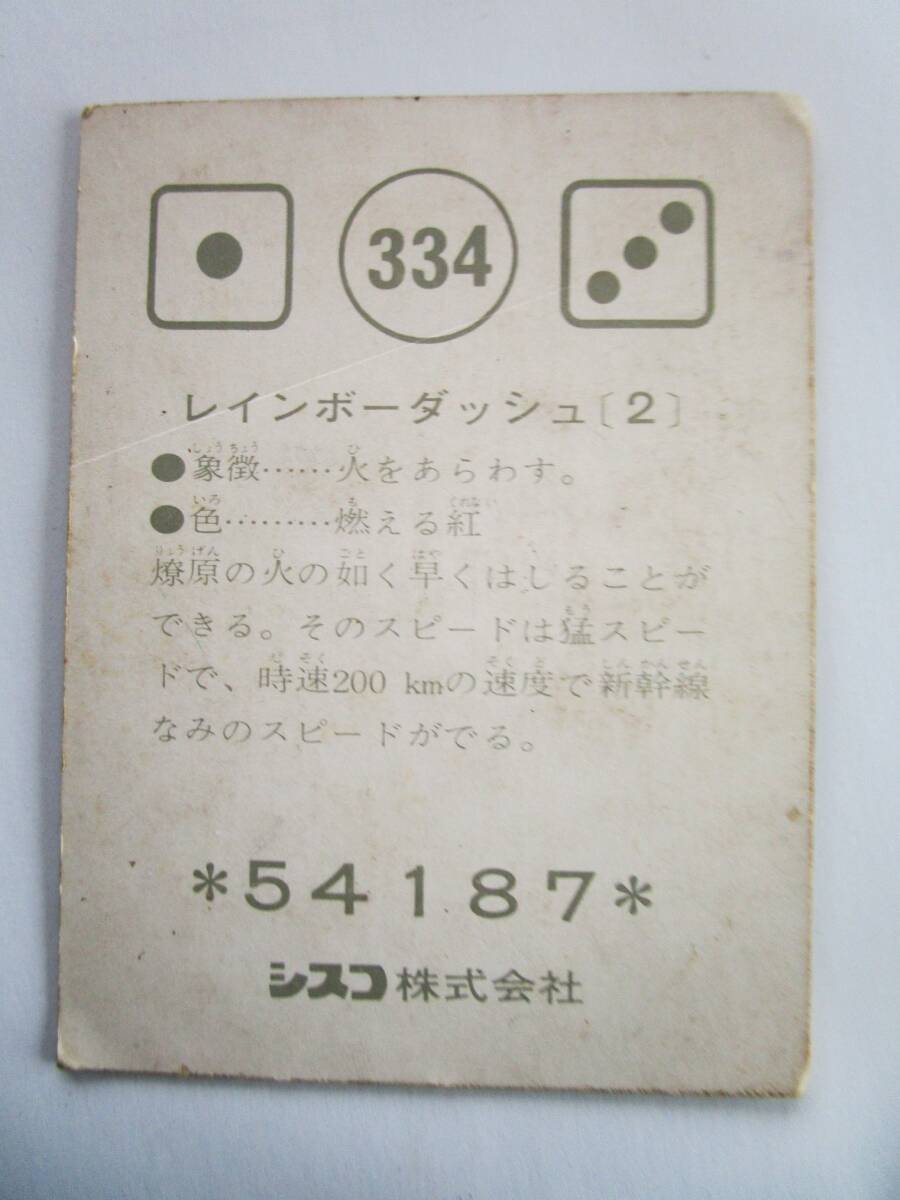 334
レインボーダッシュ〔2〕
●象徴……火をあらわす。
●色………燃える紅
燎原の火の如く早くはしることが
できる。そのスピードは猛スピー
ドで、時速200 kmの速度で新幹線
なみのスピードがでる。
*54187*
シスコ株式会社